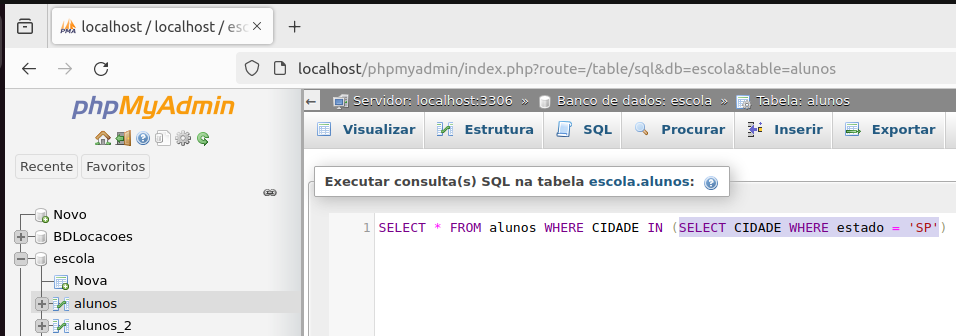 localhost / localhost / esc
localhost/phpmyadmin/index.php?route=/table/sql&db=escola&table=alunos
phpMyAdmin
Recente Favoritos
Novo
BDLocacoes
escola
Nova
alunos
alunos_2
Servidor: localhost:3306 » Banco de dados: escola » Tabela: alunos
Visualizar Estrutura SQL Procurar Inserir Exportar
Executar consulta(s) SQL na tabela escola.alunos:
1 SELECT * FROM alunos WHERE CIDADE IN (SELECT CIDADE WHERE estado = 'SP')